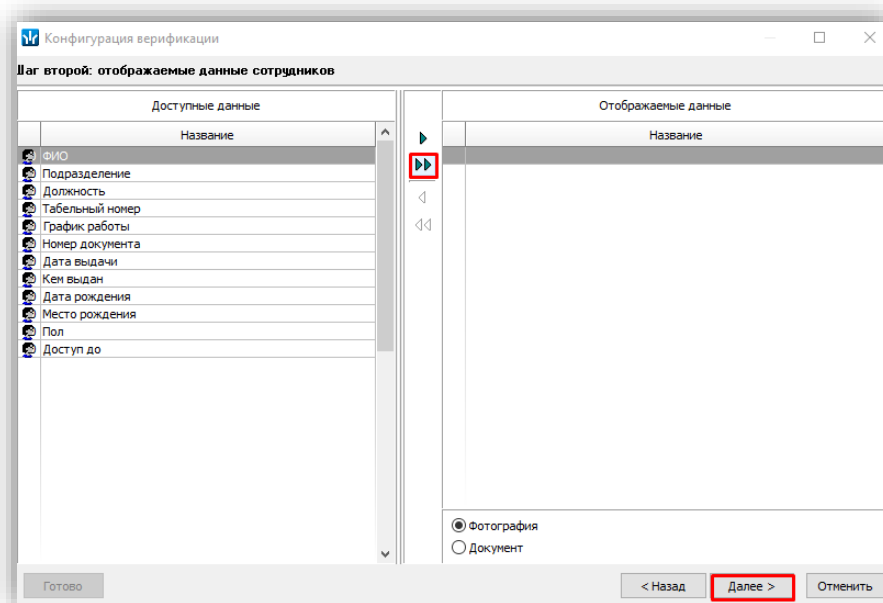 Конфигурация верификации
Шаг второй: отображаемые данные сотрудников
Доступные данные
Отображаемые данные
Название
Название
ФИО
Подразделение
Должность
Табельный номер
График работы
Номер документа
Дата выдачи
Кем выдан
Дата рождения
Место рождения
Пол
Доступ до
Фотография
Документ
Готово
< Назад
Далее >
Отменить